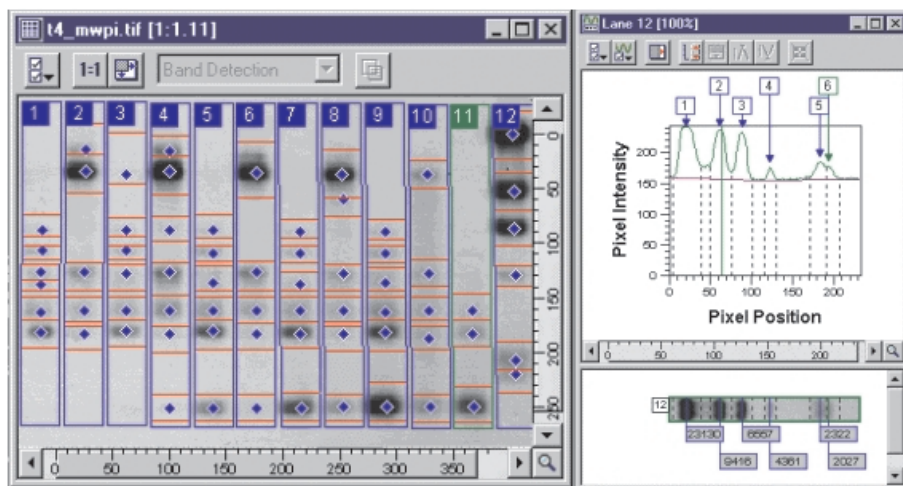 t4_mwpi.tif [1:1.11]
1:1
Band Detection
1 2 3 4 5 6 7 8 9 10 11 12
0
50
100
150
200
250
0 50 100 150 200 250 300 350
Lane 12 [100%]
1 2 3 4 5 6
Pixel Intensity
200
150
100
50
0
0 50 100 150 200
Pixel Position
0 50 100 150 200
12
23130 6557 2322
9416 4361 2027